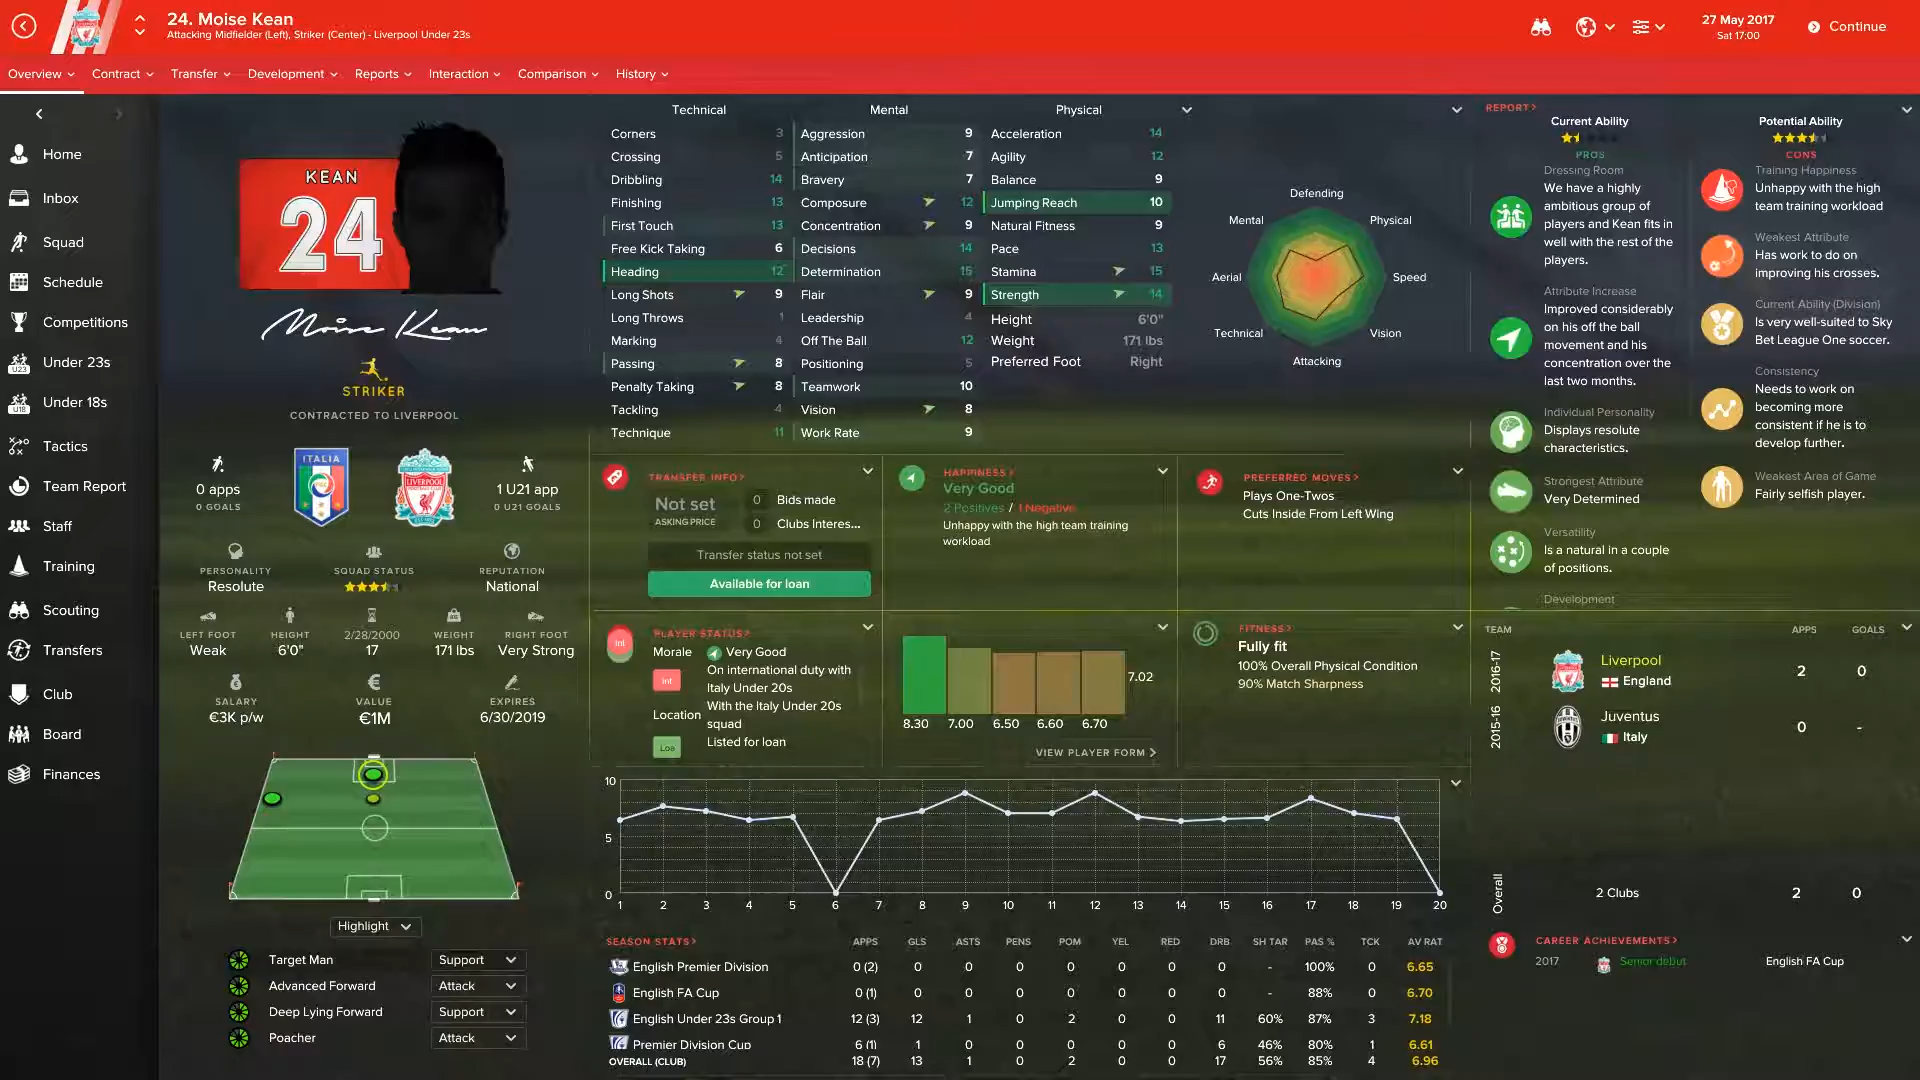 24. Moise Kean
Attacking Midfielder (Left), Striker (Center) - Liverpool Under 23s
27 May 2017
Sat 17:00
Continue
Overview
Contract
Transfer
Development
Reports
Interaction
Comparison
History
Home
Inbox
Squad
Schedule
Competitions
U23
Under 23s
U18
Under 18s
Tactics
Team Report
Staff
Training
Scouting
Transfers
Club
Board
Finances
KEAN
24
Moise Kean
STRIKER
CONTRACTED TO LIVERPOOL
0 apps
0 GOALS
ITALIA
1 U21 app
0 U21 GOALS
PERSONALITY
Resolute
SQUAD STATUS
REPUTATION
National
LEFT FOOT
Weak
HEIGHT
6'0"
2/28/2000
17
WEIGHT
171 lbs
RIGHT FOOT
Very Strong
SALARY
€3K p/w
VALUE
€1M
EXPIRES
6/30/2019
Highlight
Target Man Support
Advanced Forward Attack
Deep Lying Forward Support
Poacher Attack
Technical
Corners 3
Crossing 5
Dribbling 14
Finishing 13
First Touch 13
Free Kick Taking 6
Heading 12
Long Shots 9
Long Throws 1
Marking 4
Passing 8
Penalty Taking 8
Tackling 4
Technique 11
Mental
Aggression 9
Anticipation 7
Bravery 7
Composure 12
Concentration 9
Decisions 14
Determination 15
Flair 9
Leadership 4
Off The Ball 12
Positioning 5
Teamwork 10
Vision 8
Work Rate 9
Physical
Acceleration 14
Agility 12
Balance 9
Jumping Reach 10
Natural Fitness 9
Pace 13
Stamina 15
Strength 14
Height 6'0"
Weight 171 lbs
Preferred Foot Right
Defending
Physical
Speed
Vision
Attacking
Technical
Aerial
Mental
REPORT>
Current Ability
PROS
Dressing Room
We have a highly
ambitious group of
players and Kean fits in
well with the rest of the
players.
Attribute Increase
Improved considerably
on his off the ball
movement and his
concentration over the
last two months.
Individual Personality
Displays resolute
characteristics.
Strongest Attribute
Very Determined
Versatility
Is a natural in a couple
of positions.
Development
Potential Ability
CONS
Training Happiness
Unhappy with the high
team training workload
Weakest Attribute
Has work to do on
improving his crosses.
Current Ability (Division)
Is very well-suited to Sky
Bet League One soccer.
Consistency
Needs to work on
becoming more
consistent if he is to
develop further.
Weakest Area of Game
Fairly selfish player.
TRANSFER INFO>
Not set
ASKING PRICE
0 Bids made
0 Clubs Interes...
Transfer status not set
Available for loan
HAPPINESS>
Very Good
2 Positives / 1 Negative
Unhappy with the high team training
workload
PREFERRED MOVES>
Plays One-Twos
Cuts Inside From Left Wing
PLAYER STATUS>
Int
Morale Very Good
Int
On international duty with
Italy Under 20s
Location
With the Italy Under 20s
squad
Loa
Listed for loan
7.02
8.30 7.00 6.50 6.60 6.70
VIEW PLAYER FORM >
FITNESS>
Fully fit
100% Overall Physical Condition
90% Match Sharpness
TEAM APPS GOALS
2016-17
Liverpool
England
2 0
2015-16
Juventus
Italy
0 -
Overall
2 Clubs 2 0
10
5
0
1 2 3 4 5 6 7 8 9 10 11 12 13 14 15 16 17 18 19 20
SEASON STATS> APPS GLS ASTS PENS POM YEL RED DRB SH TAR PAS % TCK AV RAT
English Premier Division 0 (2) 0 0 0 0 0 0 0 - 100% 0 6.65
English FA Cup 0 (1) 0 0 0 0 0 0 0 - 88% 0 6.70
English Under 23s Group 1 12 (3) 12 1 0 2 0 0 11 60% 87% 3 7.18
Premier Division Cup 6 (1) 1 0 0 0 0 0 6 46% 80% 1 6.61
OVERALL (CLUB) 18 (7) 13 1 0 2 0 0 17 56% 85% 4 6.96
CAREER ACHIEVEMENTS>
2017 Senior debut English FA Cup